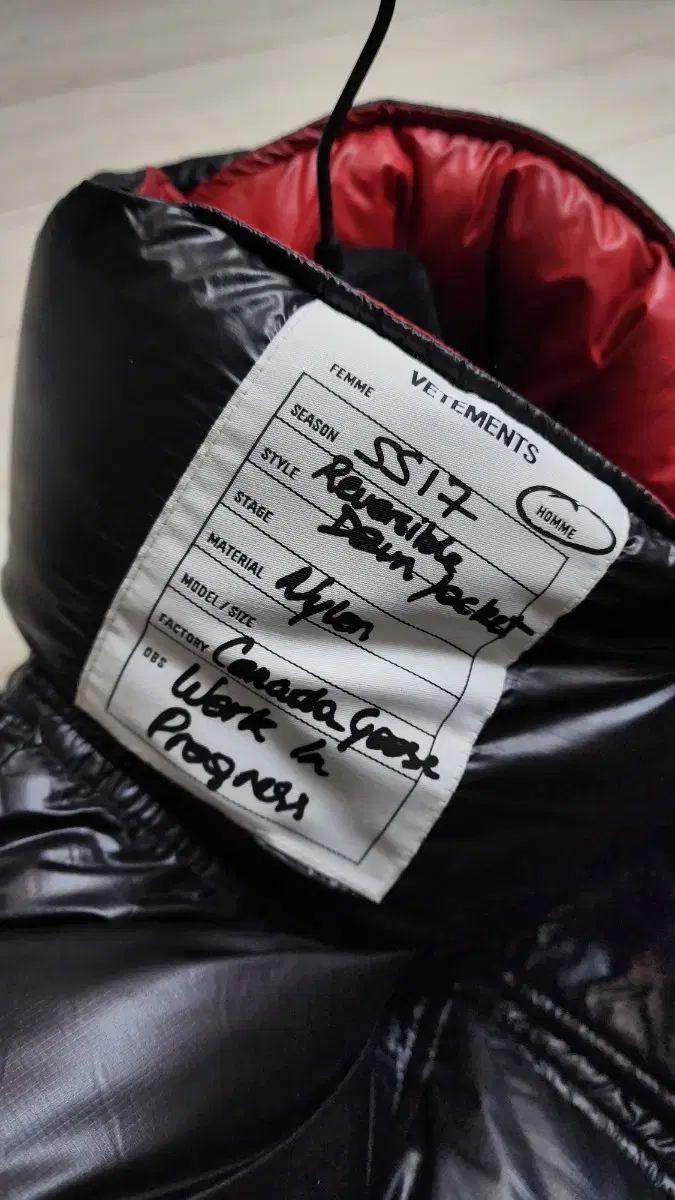 VETEMENTS
FEMME
HOMME
SEASON SS17
STYLE Reversible
STAGE Down Jacket
MATERIAL Nylon
MODEL / SIZE
FACTORY Canada Goose
OBS Work in
Progress